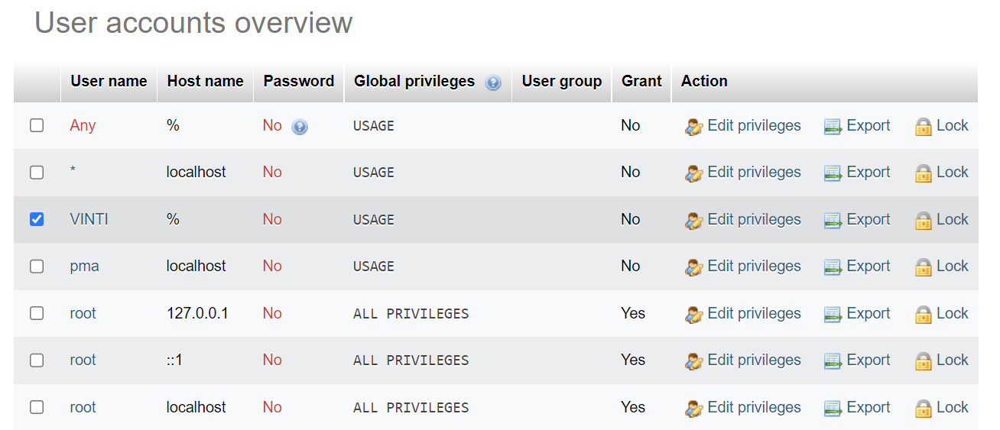 User accounts overview
User name Host name Password Global privileges User group Grant Action
Any % No USAGE No Edit privileges Export Lock
* localhost No USAGE No Edit privileges Export Lock
VINTI % No USAGE No Edit privileges Export Lock
pma localhost No USAGE No Edit privileges Export Lock
root 127.0.0.1 No ALL PRIVILEGES Yes Edit privileges Export Lock
root ::1 No ALL PRIVILEGES Yes Edit privileges Export Lock
root localhost No ALL PRIVILEGES Yes Edit privileges Export Lock